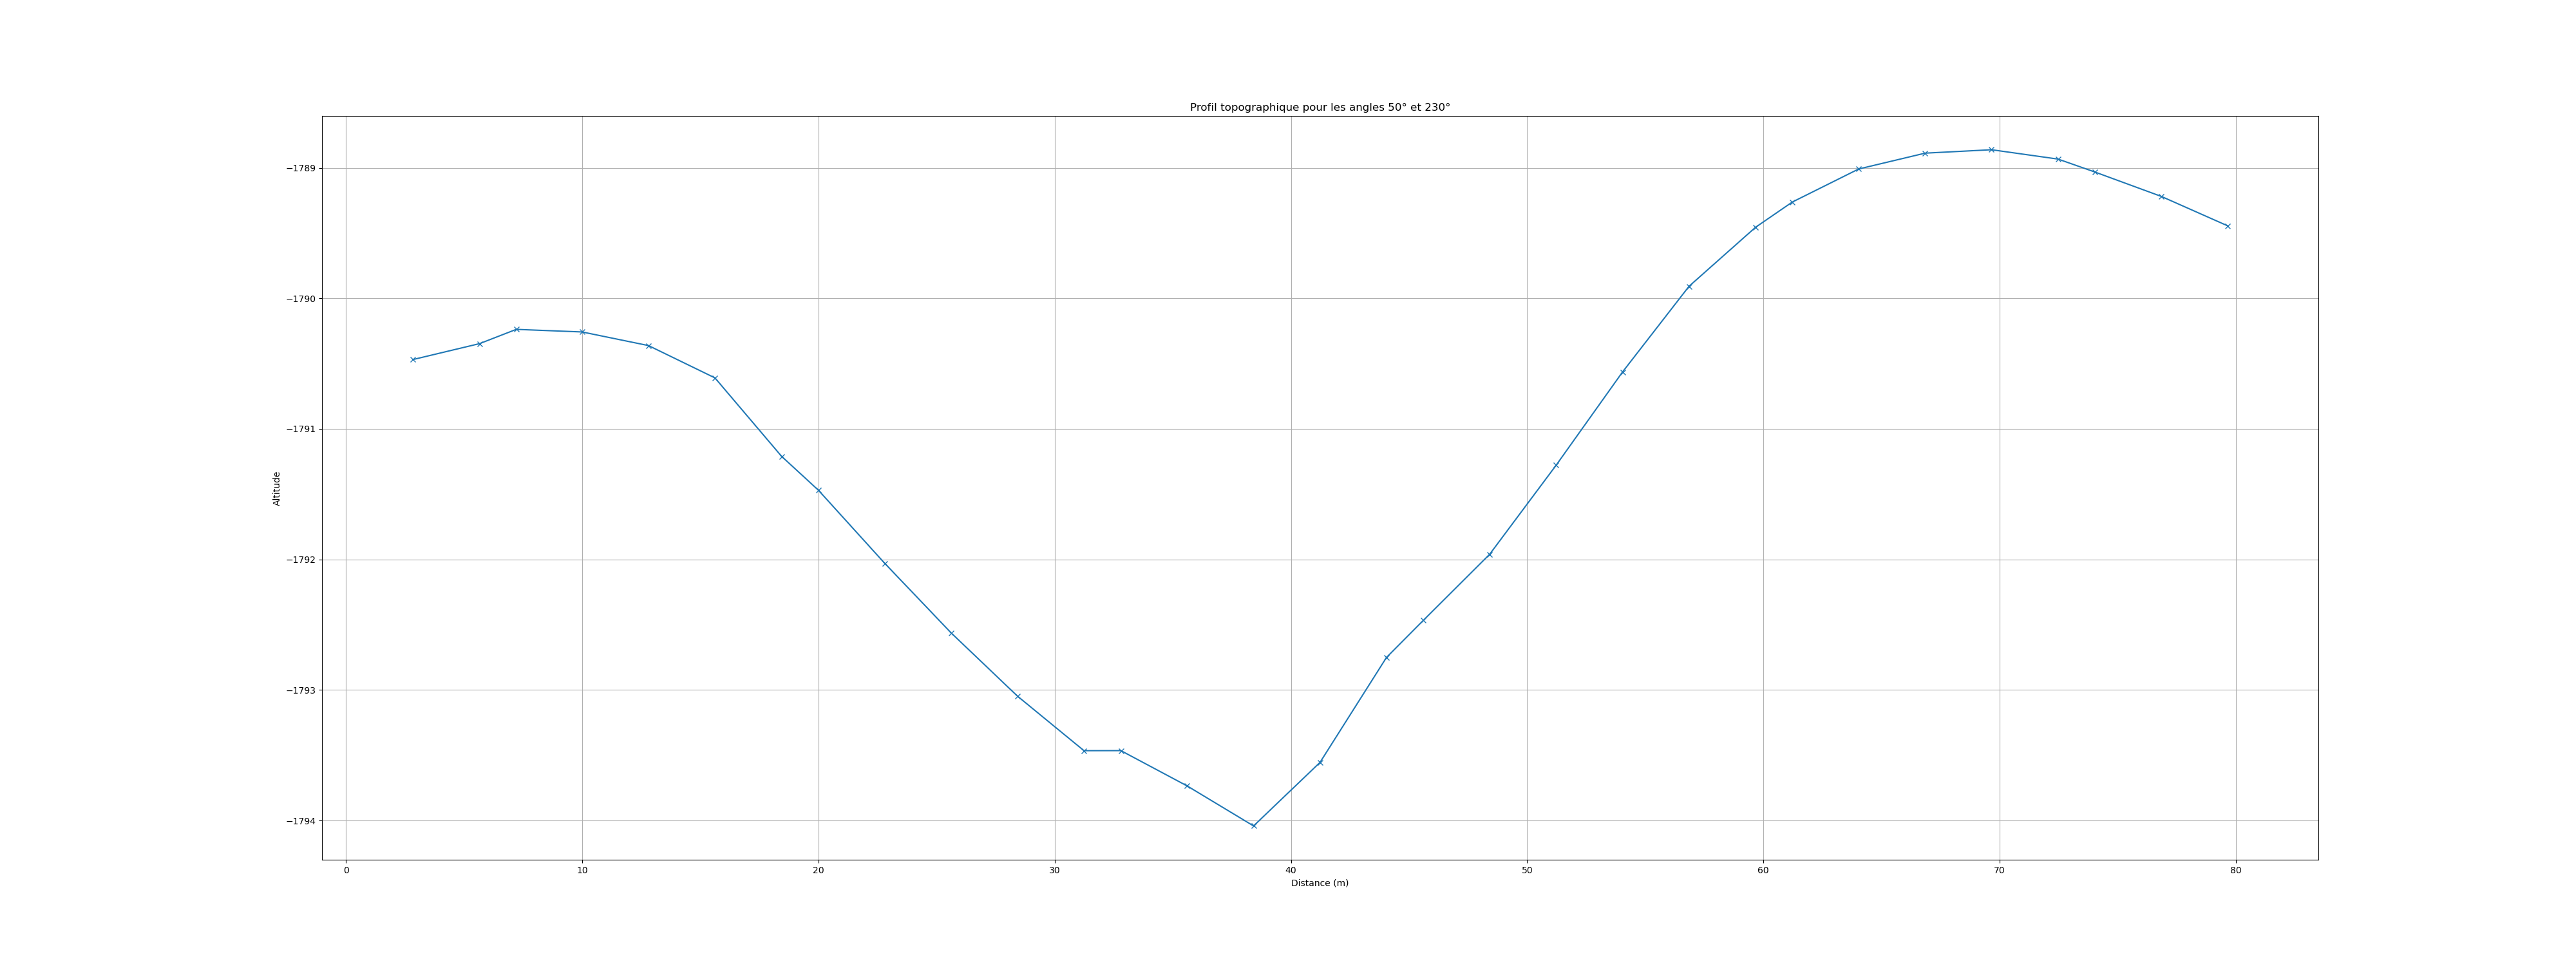 Profil topographique pour les angles 50° et 230°
−1789
−1790
−1791
−1792
−1793
−1794
Altitude
0 10 20 30 40 50 60 70 80
Distance (m)